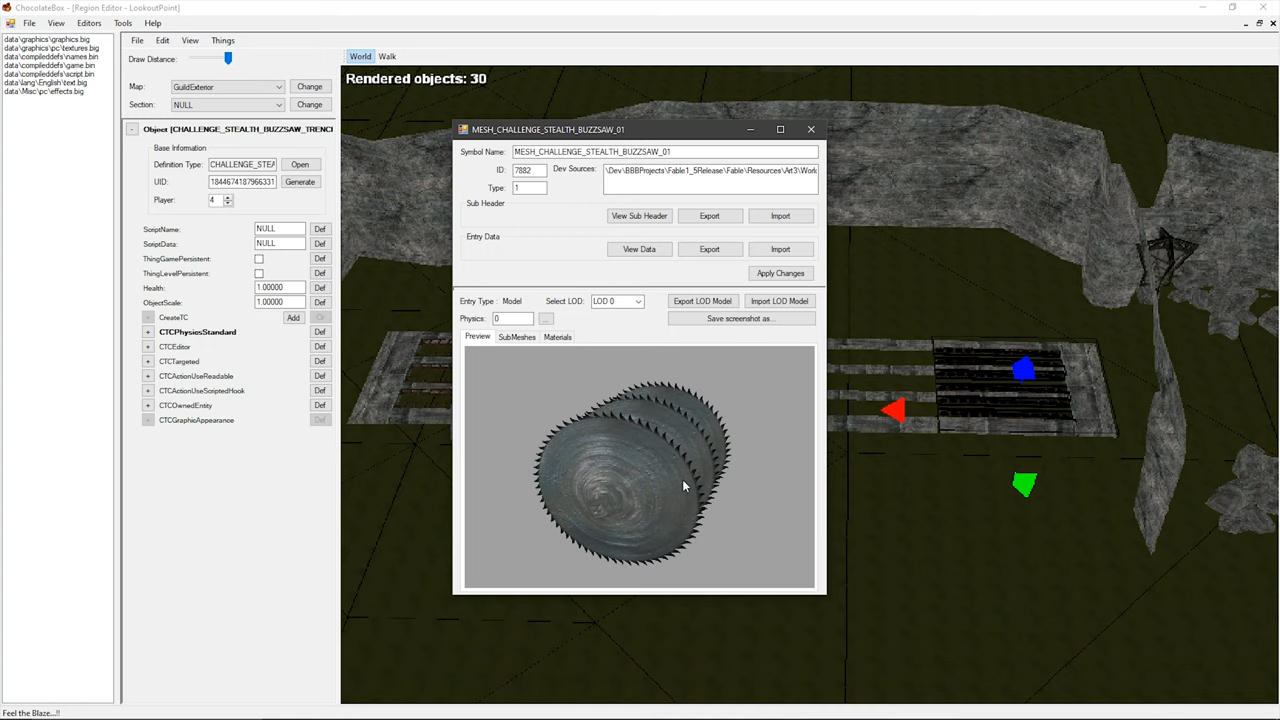 ChocolateBox - [Region Editor - LookoutPoint]
File View Editors Tools Help
data\graphics\graphics.big
data\graphics\pc\textures.big
data\compileddefs\names.bin
data\compileddefs\game.bin
data\compileddefs\script.bin
data\lang\English\text.big
data\Misc\pc\effects.big
File Edit View Things
Draw Distance:
Map: GuildExterior Change
Section: NULL Change
Object [CHALLENGE_STEALTH_BUZZSAW_TRENC
Base Information
Definition Type: CHALLENGE_STEA Open
UID: 1844674187966331 Generate
Player: 4
ScriptName: NULL Def
ScriptData: NULL Def
ThingGamePersistent: Def
ThingLevelPersistent: Def
Health: 1.00000 Def
ObjectScale: 1.00000 Def
CreateTC Add Clr
+ CTCPhysicsStandard Def
+ CTCEditor Def
+ CTCTargeted Def
+ CTCActionUseReadable Def
+ CTCActionUseScriptedHook Def
+ CTCOwnedEntity Def
CTCGraphicAppearance Def
World Walk
Rendered objects: 30
MESH_CHALLENGE_STEALTH_BUZZSAW_01
Symbol Name: MESH_CHALLENGE_STEALTH_BUZZSAW_01
ID: 7882 Dev Sources: \Dev\BBBProjects\Fable1_5Release\Fable\Resources\Art3\Work
Type: 1
Sub Header
View Sub Header Export Import
Entry Data
View Data Export Import
Apply Changes
Entry Type : Model Select LOD: LOD 0 Export LOD Model Import LOD Model
Physics: 0 ... Save screenshot as...
Preview SubMeshes Materials
Feel the Blaze...!!